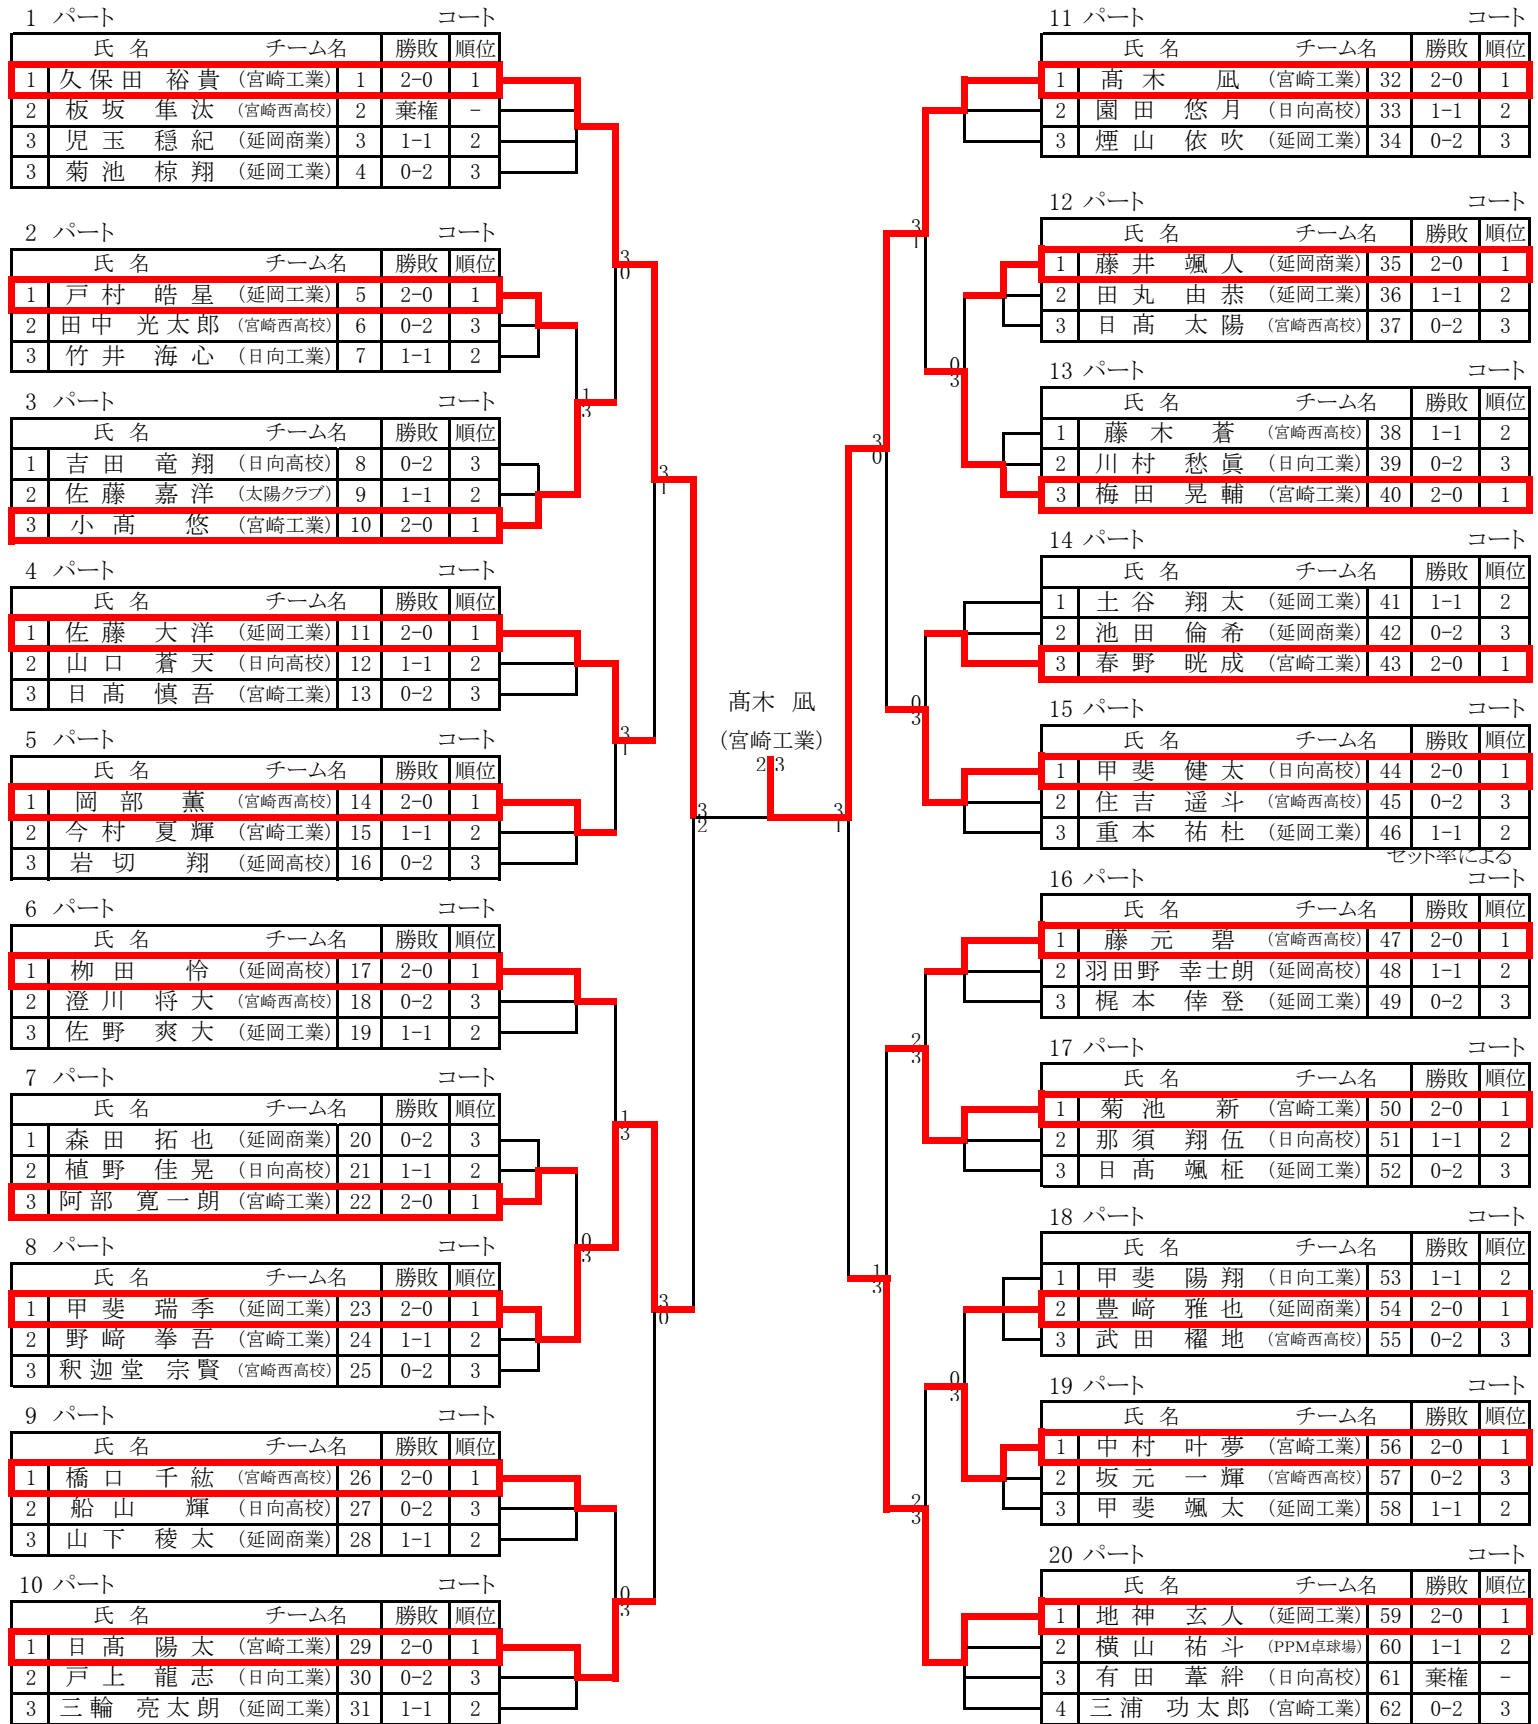 1 パート コート
氏 名 チーム名 勝敗 順位
1 久保田 裕貴 (宮崎工業) 1 2-0 1
2 板坂 隼汰 (宮崎西高校) 2 棄権 -
3 児玉 穏紀 (延岡商業) 3 1-1 2
3 菊池 椋翔 (延岡工業) 4 0-2 3
2 パート コート
氏 名 チーム名 勝敗 順位
1 戸村 皓星 (延岡工業) 5 2-0 1
2 田中 光太郎 (宮崎西高校) 6 0-2 3
3 竹井 海心 (日向工業) 7 1-1 2
3 パート コート
氏 名 チーム名 勝敗 順位
1 吉田 竜翔 (日向高校) 8 0-2 3
2 佐藤 嘉洋 (太陽クラブ) 9 1-1 2
3 小髙 悠 (宮崎工業) 10 2-0 1
4 パート コート
氏 名 チーム名 勝敗 順位
1 佐藤 大洋 (延岡工業) 11 2-0 1
2 山口 蒼天 (日向高校) 12 1-1 2
3 日髙 慎吾 (宮崎工業) 13 0-2 3
5 パート コート
氏 名 チーム名 勝敗 順位
1 岡部 薫 (宮崎西高校) 14 2-0 1
2 今村 夏輝 (宮崎工業) 15 1-1 2
3 岩切 翔 (延岡高校) 16 0-2 3
6 パート コート
氏 名 チーム名 勝敗 順位
1 栁田 怜 (延岡高校) 17 2-0 1
2 澄川 将大 (宮崎西高校) 18 0-2 3
3 佐野 爽大 (延岡工業) 19 1-1 2
7 パート コート
氏 名 チーム名 勝敗 順位
1 森田 拓也 (延岡商業) 20 0-2 3
2 植野 佳晃 (日向高校) 21 1-1 2
3 阿部 寛一朗 (宮崎工業) 22 2-0 1
8 パート コート
氏 名 チーム名 勝敗 順位
1 甲斐 瑞季 (延岡工業) 23 2-0 1
2 野﨑 拳吾 (宮崎工業) 24 1-1 2
3 釈迦堂 宗賢 (宮崎西高校) 25 0-2 3
9 パート コート
氏 名 チーム名 勝敗 順位
1 橋口 千紘 (宮崎西高校) 26 2-0 1
2 船山 輝 (日向高校) 27 0-2 3
3 山下 稜太 (延岡商業) 28 1-1 2
10 パート コート
氏 名 チーム名 勝敗 順位
1 日髙 陽太 (宮崎工業) 29 2-0 1
2 戸上 龍志 (日向工業) 30 0-2 3
3 三輪 亮太朗 (延岡工業) 31 1-1 2
3
0
1
3
3
1
3
1
3
2
1
3
0
3
3
0
0
3
髙木 凪
(宮崎工業)
2 3
3
1
0
3
3
0
0
3
3
1
2
3
1
3
0
3
2
3
11 パート コート
氏 名 チーム名 勝敗 順位
1 髙木 凪 (宮崎工業) 32 2-0 1
2 園田 悠月 (日向高校) 33 1-1 2
3 煙山 依吹 (延岡工業) 34 0-2 3
12 パート コート
氏 名 チーム名 勝敗 順位
1 藤井 颯人 (延岡商業) 35 2-0 1
2 田丸 由恭 (延岡工業) 36 1-1 2
3 日髙 太陽 (宮崎西高校) 37 0-2 3
13 パート コート
氏 名 チーム名 勝敗 順位
1 藤木 蒼 (宮崎西高校) 38 1-1 2
2 川村 愁眞 (日向工業) 39 0-2 3
3 梅田 晃輔 (宮崎工業) 40 2-0 1
14 パート コート
氏 名 チーム名 勝敗 順位
1 土谷 翔太 (延岡工業) 41 1-1 2
2 池田 倫希 (延岡商業) 42 0-2 3
3 春野 晄成 (宮崎工業) 43 2-0 1
15 パート コート
氏 名 チーム名 勝敗 順位
1 甲斐 健太 (日向高校) 44 2-0 1
2 住吉 遥斗 (宮崎西高校) 45 0-2 3
3 重本 祐杜 (延岡工業) 46 1-1 2
セット率による
16 パート コート
氏 名 チーム名 勝敗 順位
1 藤元 碧 (宮崎西高校) 47 2-0 1
2 羽田野 幸士朗 (延岡高校) 48 1-1 2
3 梶本 倖登 (延岡工業) 49 0-2 3
17 パート コート
氏 名 チーム名 勝敗 順位
1 菊池 新 (宮崎工業) 50 2-0 1
2 那須 翔伍 (日向高校) 51 1-1 2
3 日髙 颯柾 (延岡工業) 52 0-2 3
18 パート コート
氏 名 チーム名 勝敗 順位
1 甲斐 陽翔 (日向工業) 53 1-1 2
2 豊﨑 雅也 (延岡商業) 54 2-0 1
3 武田 櫂地 (宮崎西高校) 55 0-2 3
19 パート コート
氏 名 チーム名 勝敗 順位
1 中村 叶夢 (宮崎工業) 56 2-0 1
2 坂元 一輝 (宮崎西高校) 57 0-2 3
3 甲斐 颯太 (延岡工業) 58 1-1 2
20 パート コート
氏 名 チーム名 勝敗 順位
1 地神 玄人 (延岡工業) 59 2-0 1
2 横山 祐斗 (PPM卓球場) 60 1-1 2
3 有田 葦絆 (日向高校) 61 棄権 -
4 三浦 功太郎 (宮崎工業) 62 0-2 3